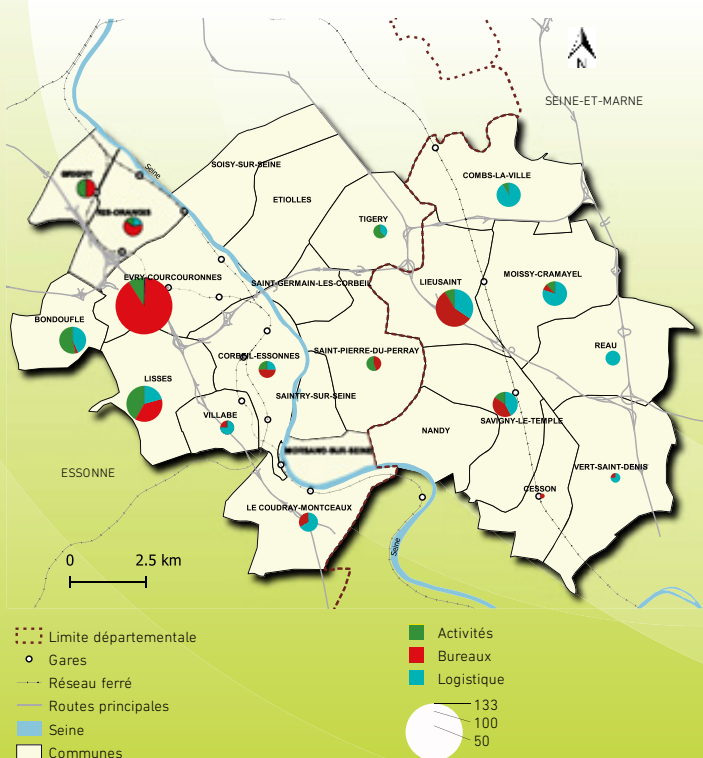 N
SEINE-ET-MARNE
SOISY-SUR-SEINE
Seine
COMBS-LA-VILLE
ETIOLLES
TIGERY
EVRY-COURCOURONNES
SAINT-GERMAIN-LES-CORBEIL
LIEUSAINT
MOISSY-CRAMAYEL
BONDOUFLE
REAU
CORBEIL-ESSONNES
SAINT-PIERRE-DU-PERRAY
LISSES
SAINTRY-SUR-SEINE
VILLABE
SAVIGNY-LE-TEMPLE
NANDY
ESSONNE
VERT-SAINT-DENIS
CESSON
LE COUDRAY-MONTCEAUX
Seine
0 2.5 km
Limite départementale
Gares
Réseau ferré
Routes principales
Seine
Communes
Activités
Bureaux
Logistique
133
100
50